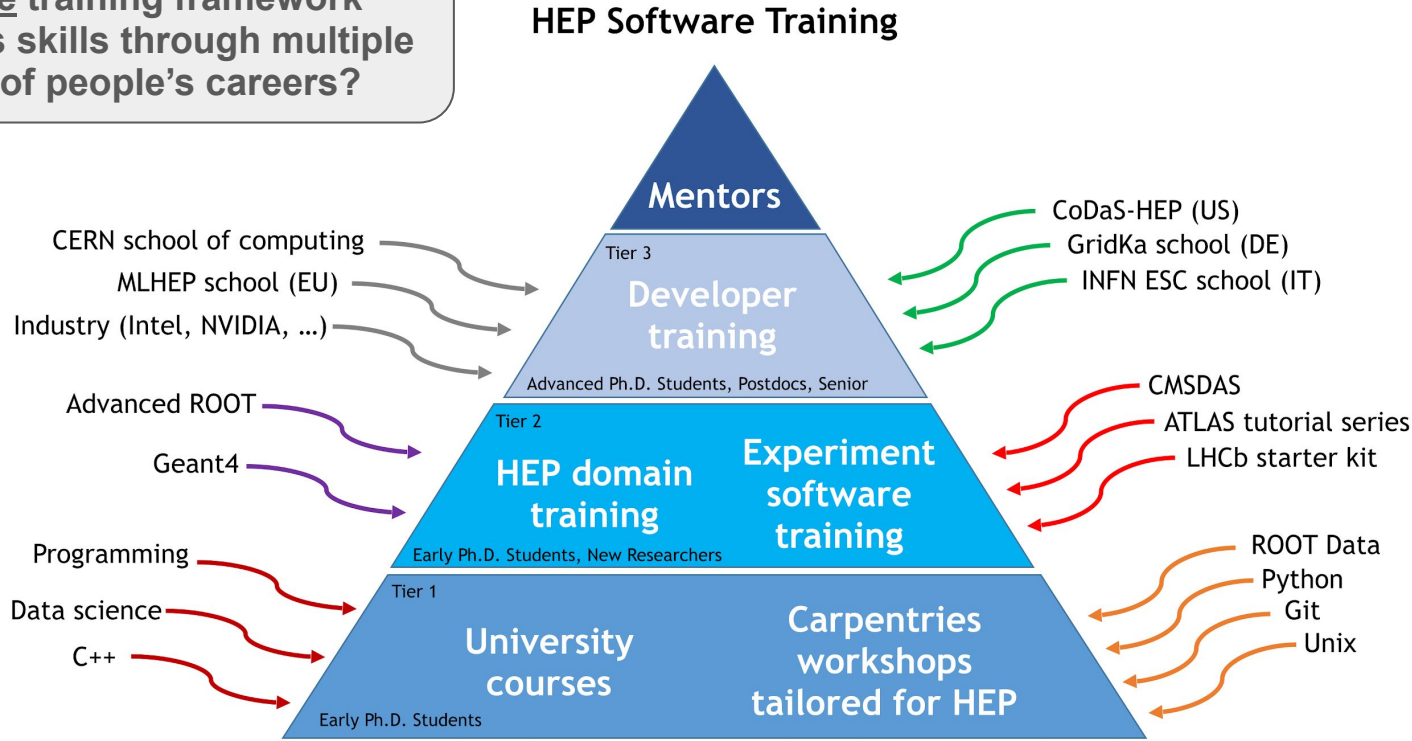 training framework
skills through multiple
of people's careers?
HEP Software Training
Mentors
CERN school of computing
MLHEP school (EU)
Industry (Intel, NVIDIA, ...)
Tier 3
Developer
training
Advanced Ph.D. Students, Postdocs, Senior
CoDaS-HEP (US)
GridKa school (DE)
INFN ESC school (IT)
Advanced ROOT
Geant4
Tier 2
HEP domain
training
Experiment
software
training
Early Ph.D. Students, New Researchers
CMSDAS
ATLAS tutorial series
LHCb starter kit
Programming
Data science
C++
Tier 1
University
courses
Carpentries
workshops
tailored for HEP
Early Ph.D. Students
ROOT Data
Python
Git
Unix